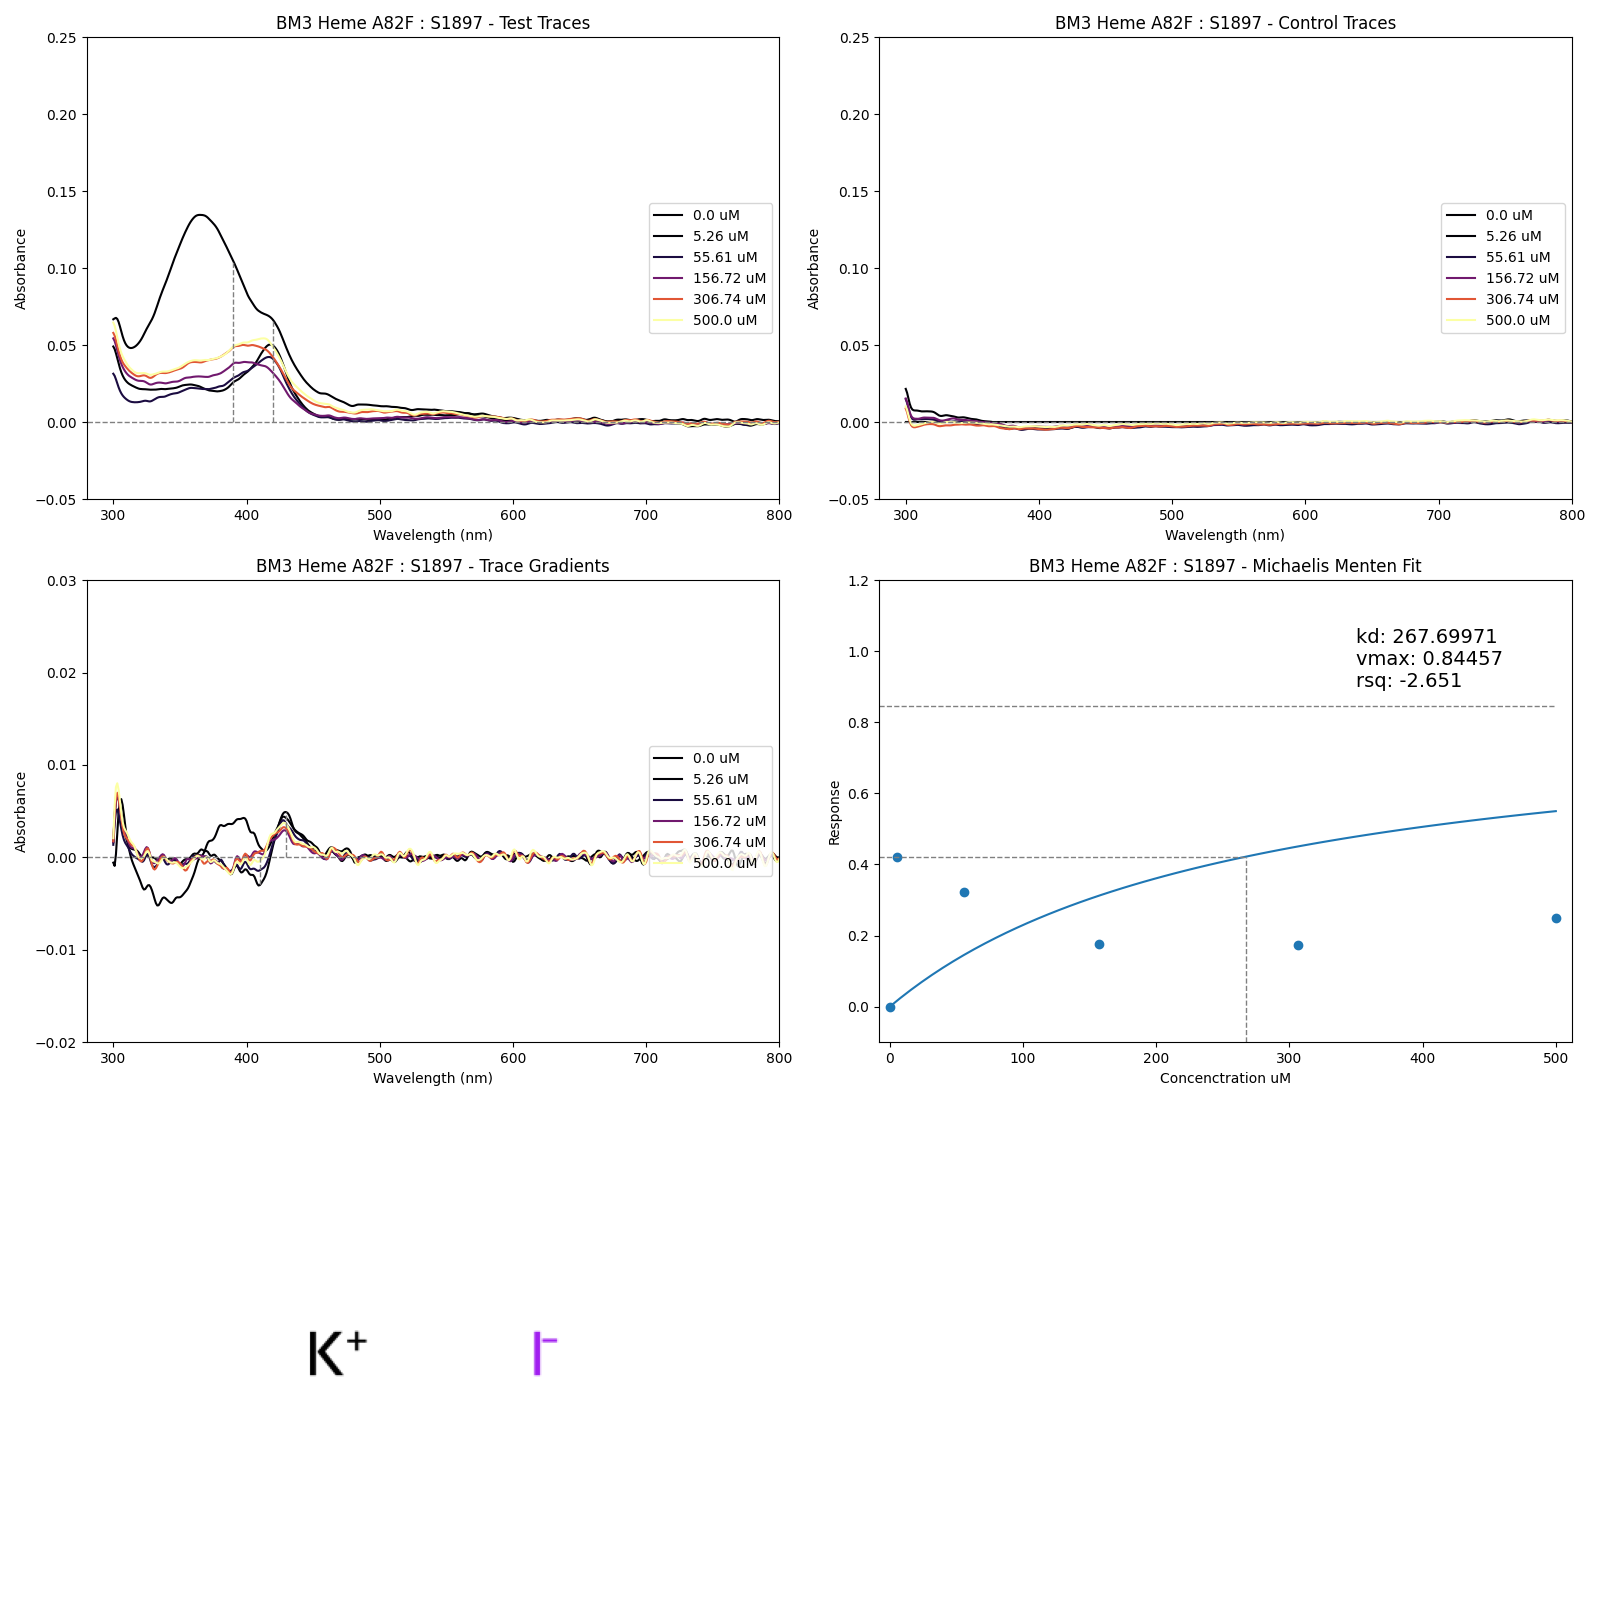 BM3 Heme A82F : S1897 - Test Traces
0.25
0.20
0.15
0.10
0.05
0.00
−0.05
Absorbance
300 400 500 600 700 800
Wavelength (nm)
0.0 uM
5.26 uM
55.61 uM
156.72 uM
306.74 uM
500.0 uM
BM3 Heme A82F : S1897 - Control Traces
0.25
0.20
0.15
0.10
0.05
0.00
−0.05
Absorbance
300 400 500 600 700 800
Wavelength (nm)
0.0 uM
5.26 uM
55.61 uM
156.72 uM
306.74 uM
500.0 uM
BM3 Heme A82F : S1897 - Trace Gradients
0.03
0.02
0.01
0.00
−0.01
−0.02
Absorbance
300 400 500 600 700 800
Wavelength (nm)
0.0 uM
5.26 uM
55.61 uM
156.72 uM
306.74 uM
500.0 uM
BM3 Heme A82F : S1897 - Michaelis Menten Fit
1.2
1.0
0.8
0.6
0.4
0.2
0.0
Response
0 100 200 300 400 500
Concenctration uM
kd: 267.69971
vmax: 0.84457
rsq: -2.651
K⁺ I⁻